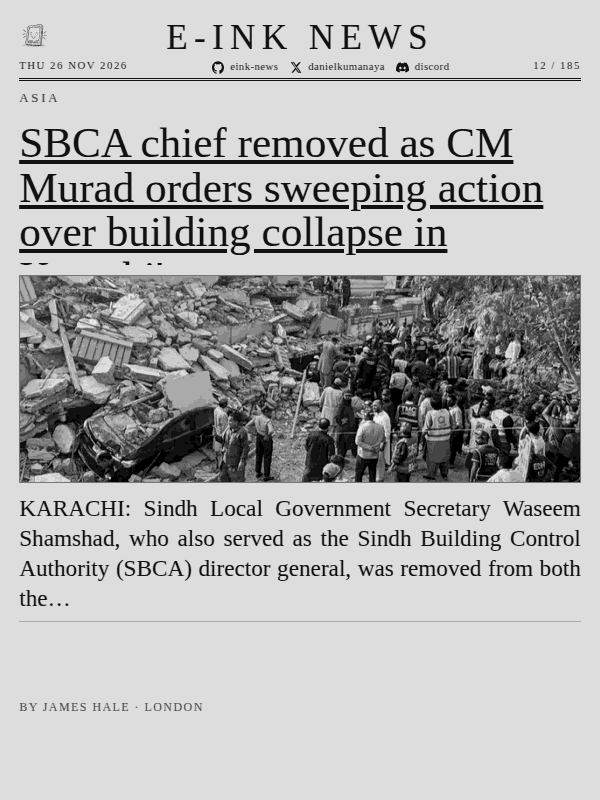 E-INK NEWS
THU 26 NOV 2026
eink-news danielkumanaya discord
12 / 185
ASIA
SBCA chief removed as CM
Murad orders sweeping action
over building collapse in
KARACHI: Sindh Local Government Secretary Waseem
Shamshad, who also served as the Sindh Building Control
Authority (SBCA) director general, was removed from both
the…
BY JAMES HALE · LONDON